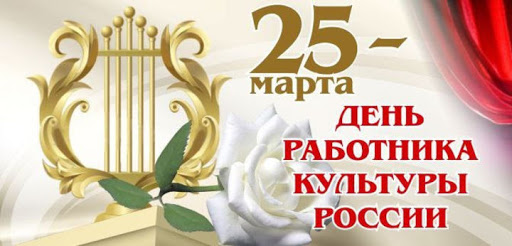 25-
марта
ДЕНЬ
РАБОТНИКА
КУЛЬТУРЫ
РОССИИ